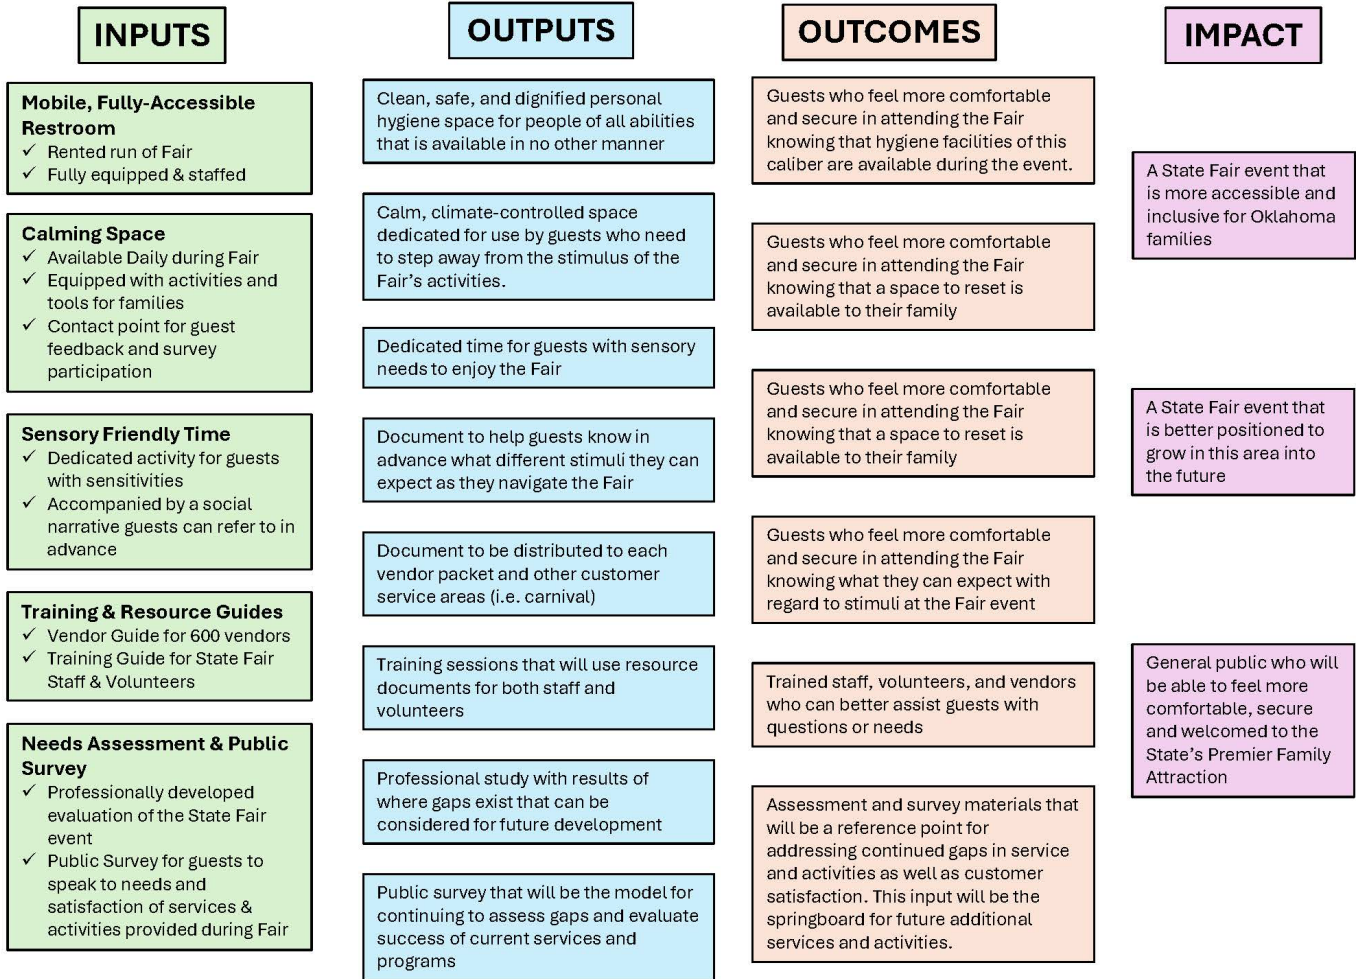 INPUTS
Mobile, Fully-Accessible
Restroom
✓ Rented run of Fair
✓ Fully equipped & staffed
Calming Space
✓ Available Daily during Fair
✓ Equipped with activities and
tools for families
✓ Contact point for guest
feedback and survey
participation
Sensory Friendly Time
✓ Dedicated activity for guests
with sensitivities
✓ Accompanied by a social
narrative guests can refer to in
advance
Training & Resource Guides
✓ Vendor Guide for 600 vendors
✓ Training Guide for State Fair
Staff & Volunteers
Needs Assessment & Public
Survey
✓ Professionally developed
evaluation of the State Fair
event
✓ Public Survey for guests to
speak to needs and
satisfaction of services &
activities provided during Fair
OUTPUTS
Clean, safe, and dignified personal
hygiene space for people of all abilities
that is available in no other manner
Calm, climate-controlled space
dedicated for use by guests who need
to step away from the stimulus of the
Fair's activities.
Dedicated time for guests with sensory
needs to enjoy the Fair
Document to help guests know in
advance what different stimuli they can
expect as they navigate the Fair
Document to be distributed to each
vendor packet and other customer
service areas (i.e. carnival)
Training sessions that will use resource
documents for both staff and
volunteers
Professional study with results of
where gaps exist that can be
considered for future development
Public survey that will be the model for
continuing to assess gaps and evaluate
success of current services and
programs
OUTCOMES
Guests who feel more comfortable
and secure in attending the Fair
knowing that hygiene facilities of this
caliber are available during the event.
Guests who feel more comfortable
and secure in attending the Fair
knowing that a space to reset is
available to their family
Guests who feel more comfortable
and secure in attending the Fair
knowing that a space to reset is
available to their family
Guests who feel more comfortable
and secure in attending the Fair
knowing what they can expect with
regard to stimuli at the Fair event
Trained staff, volunteers, and vendors
who can better assist guests with
questions or needs
Assessment and survey materials that
will be a reference point for
addressing continued gaps in service
and activities as well as customer
satisfaction. This input will be the
springboard for future additional
services and activities.
IMPACT
A State Fair event that
is more accessible and
inclusive for Oklahoma
families
A State Fair event that
is better positioned to
grow in this area into
the future
General public who will
be able to feel more
comfortable, secure
and welcomed to the
State's Premier Family
Attraction